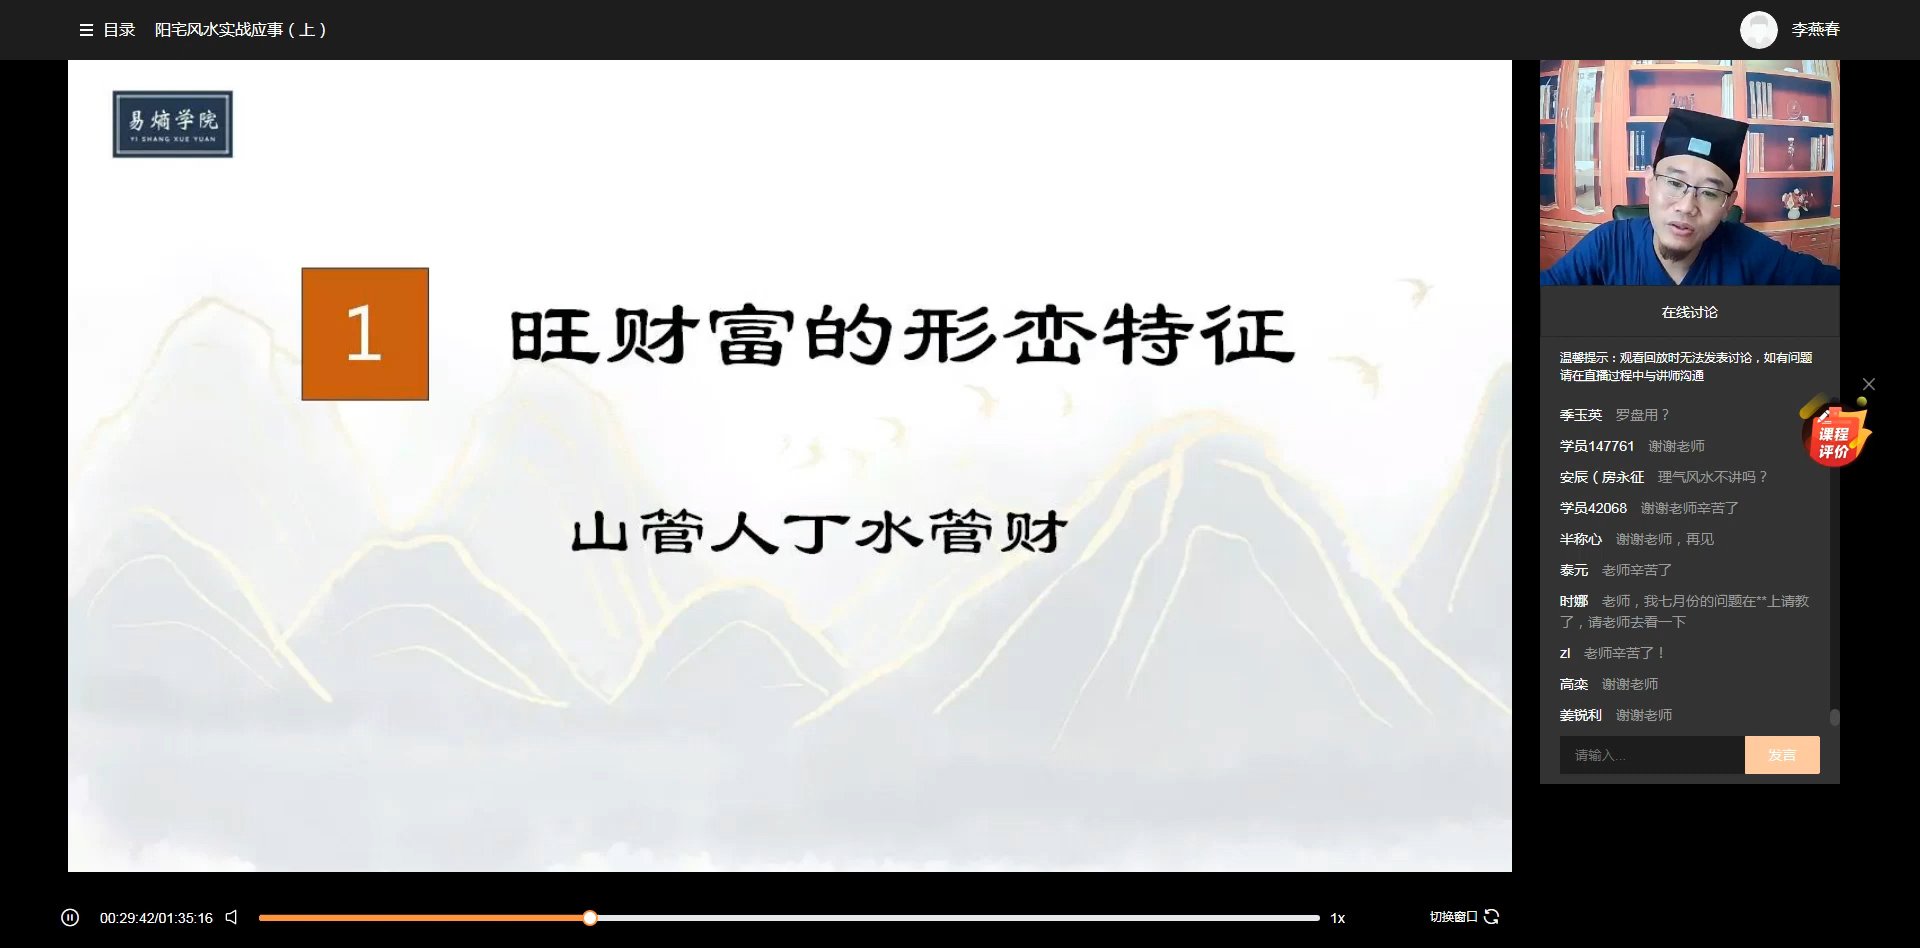 目录 阳宅风水实战应事（上）
李燕春
易熵学院
YI SHANG XUE YUAN
1 旺财富的形峦特征
山管人丁水管财
在线讨论
温馨提示：观看回放时无法发表讨论，如有问题
请在直播过程中与讲师沟通
课程
评价
季玉英 罗盘用？
学员147761 谢谢老师
安辰（房永征 理气风水不讲吗？
学员42068 谢谢老师辛苦了
半称心 谢谢老师，再见
泰元 老师辛苦了
时娜 老师，我七月份的问题在**上请教
了，请老师去看一下
zl 老师辛苦了！
高栾 谢谢老师
姜锐利 谢谢老师
请输入... 发言
00:29:42/01:35:16 1x 切换窗口